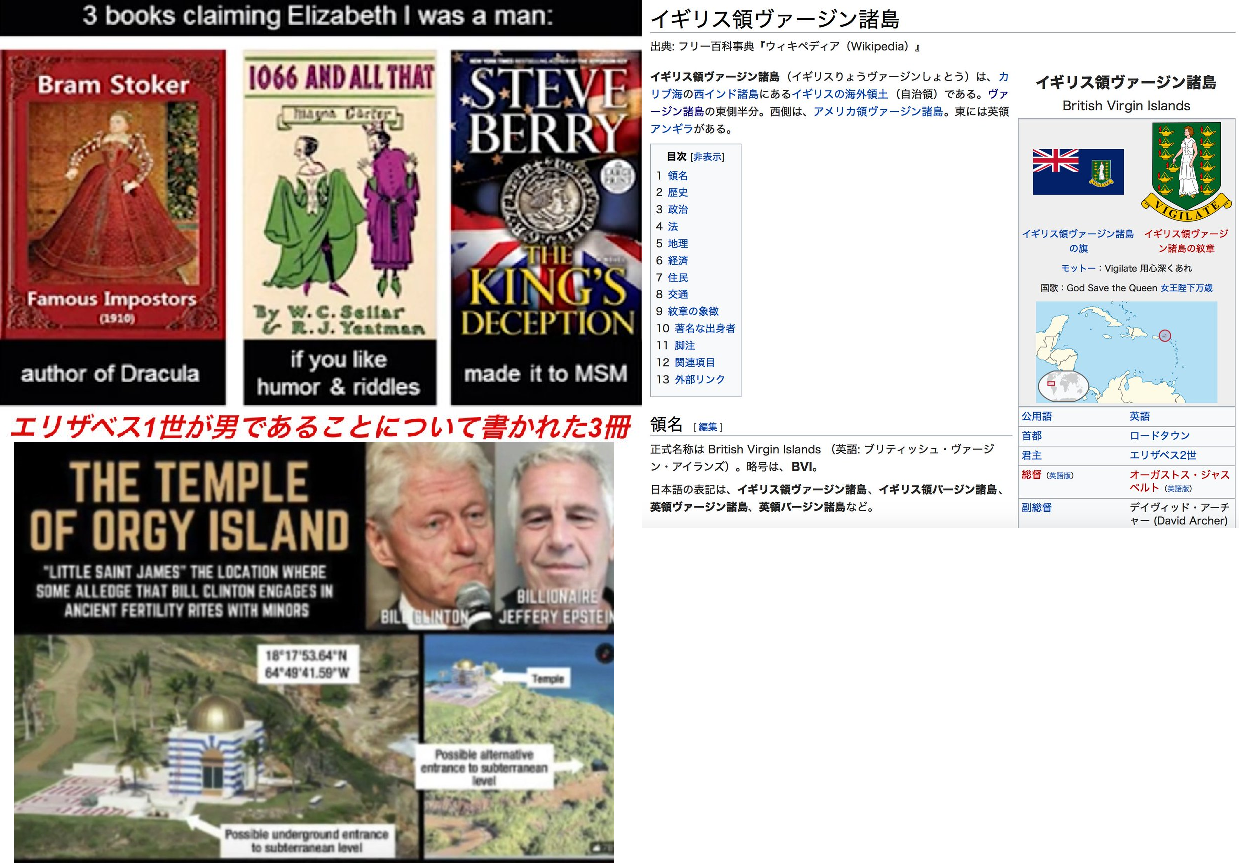 3 books claiming Elizabeth I was a man:
Bram Stoker
Famous Impostors
(1910)
author of Dracula
1066 AND ALL THAT
Magna Garter
By W. C. Sellar
& R. J. Yeatman
if you like
humor & riddles
STEVE
BERRY
LARGE
PRINT
THE
KING'S
DECEPTION
made it to MSM
エリザベス1世が男であることについて書かれた3冊
THE TEMPLE
OF ORGY ISLAND
"LITTLE SAINT JAMES" THE LOCATION WHERE
SOME ALLEDGE THAT BILL CLINTON ENGAGES IN
ANCIENT FERTILITY RITES WITH MINORS
BILL CLINTON
BILLIONAIRE
JEFFERY EPSTEIN
18°17'53.64"N
64°49'41.59"W
Temple
Possible alternative
entrance to subterranean
level
Possible underground entrance
to subterranean level
イギリス領ヴァージン諸島
出典: フリー百科事典『ウィキペディア（Wikipedia）』
イギリス領ヴァージン諸島（イギリスりょうヴァージンしょとう）は、カ
リブ海の西インド諸島にあるイギリスの海外領土（自治領）である。ヴァ
ージン諸島の東側半分。西側は、アメリカ領ヴァージン諸島。東には英領
アンギラがある。
目次 [非表示]
1 領名
2 歴史
3 政治
4 法
5 地理
6 経済
7 住民
8 交通
9 紋章の象徴
10 著名な出身者
11 脚注
12 関連項目
13 外部リンク
領名 [編集]
正式名称は British Virgin Islands （英語: ブリティッシュ・ヴァージ
ン・アイランズ）。略号は、BVI。
日本語の表記は、イギリス領ヴァージン諸島、イギリス領バージン諸島、
英領ヴァージン諸島、英領バージン諸島など。
イギリス領ヴァージン諸島
British Virgin Islands
VIGILATE
イギリス領ヴァージン諸島
の旗
イギリス領ヴァージ
ン諸島の紋章
モットー：Vigilate 用心深くあれ
国歌：God Save the Queen 女王陛下万歳
公用語 英語
首都 ロードタウン
君主 エリザベス2世
総督（英語版） オーガストス・ジャス
ペルト（英語版）
副総督 デイヴィッド・アーチ
ャー (David Archer)